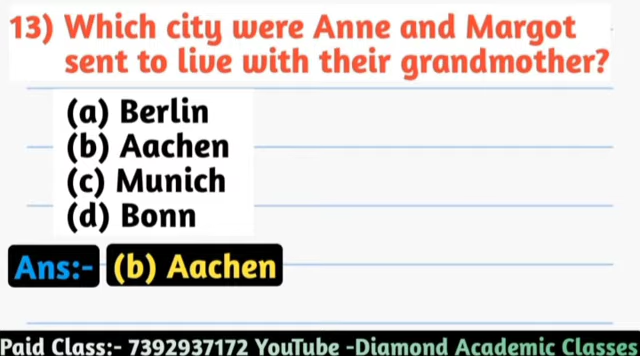 13) Which city were Anne and Margot
sent to live with their grandmother?
(a) Berlin
(b) Aachen
(c) Munich
(d) Bonn
Ans:- (b) Aachen
Paid Class:- 7392937172 YouTube -Diamond Academic Classes